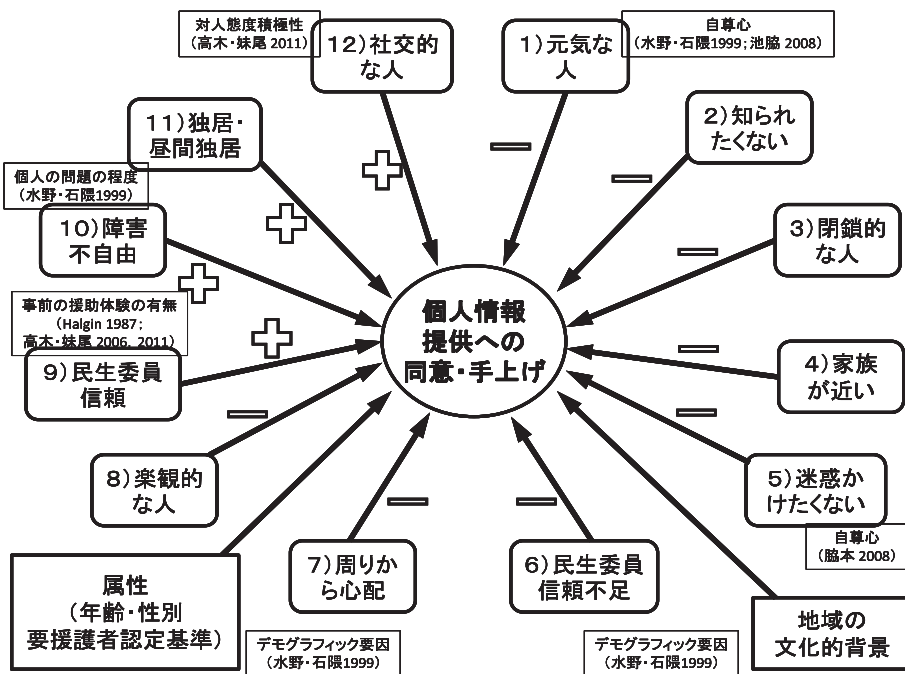 対人態度積極性
(高木・妹尾 2011)
12)社交的
な人
1)元気な
人
自尊心
(水野・石隈1999;池脇 2008)
2)知られ
たくない
11)独居・
昼間独居
個人の問題の程度
(水野・石隈1999)
10)障害
不自由
3)閉鎖的
な人
事前の援助体験の有無
(Halgin 1987;
高木・妹尾 2006, 2011)
9)民生委員
信頼
個人情報
提供への
同意・手上げ
4)家族
が近い
8)楽観的
な人
5)迷惑か
けたくない
自尊心
(脇本 2008)
7)周りか
ら心配
6)民生委員
信頼不足
属性
(年齢・性別
要援護者認定基準)
地域の
文化的背景
デモグラフィック要因
(水野・石隈1999)
デモグラフィック要因
(水野・石隈1999)